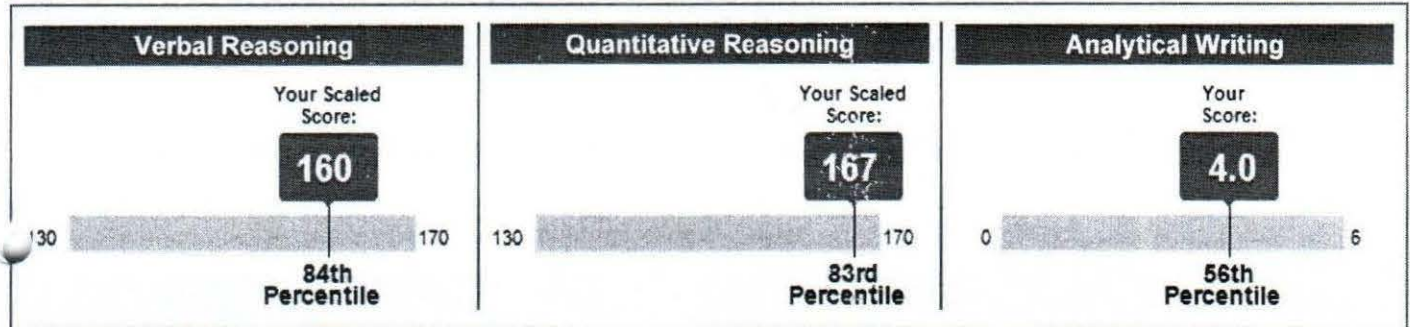 Verbal Reasoning
Your Scaled
Score:
160
130 170
84th
Percentile
Quantitative Reasoning
Your Scaled
Score:
167
130 170
83rd
Percentile
Analytical Writing
Your
Score:
4.0
0 6
56th
Percentile